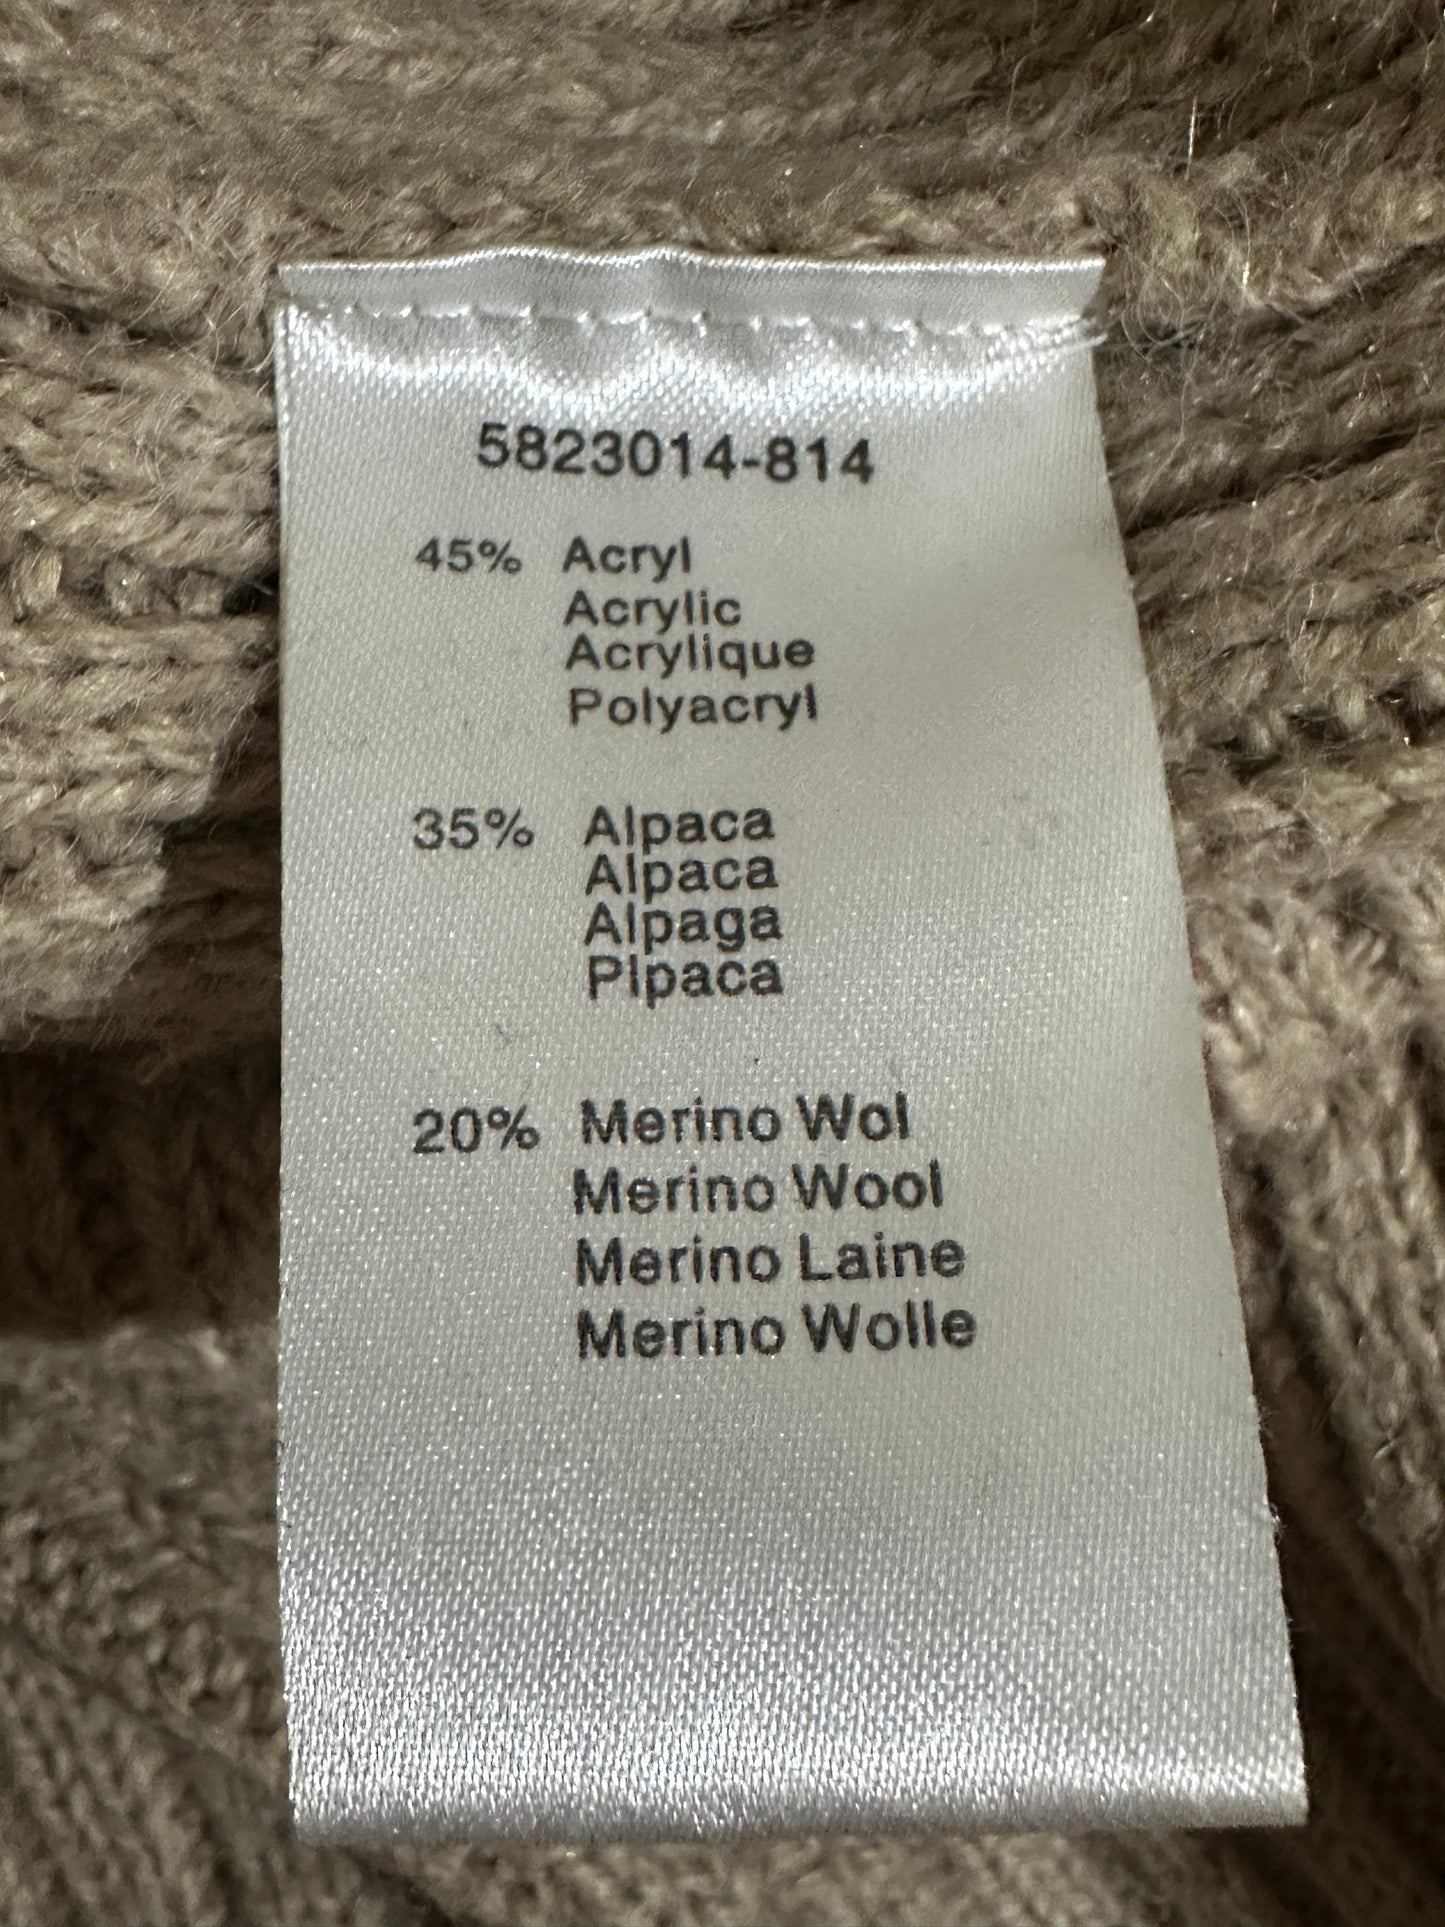 5823014-814
45% Acryl
Acrylic
Acrylique
Polyacryl
35% Alpaca
Alpaca
Alpaga
Plpaca
20% Merino Wol
Merino Wool
Merino Laine
Merino Wolle